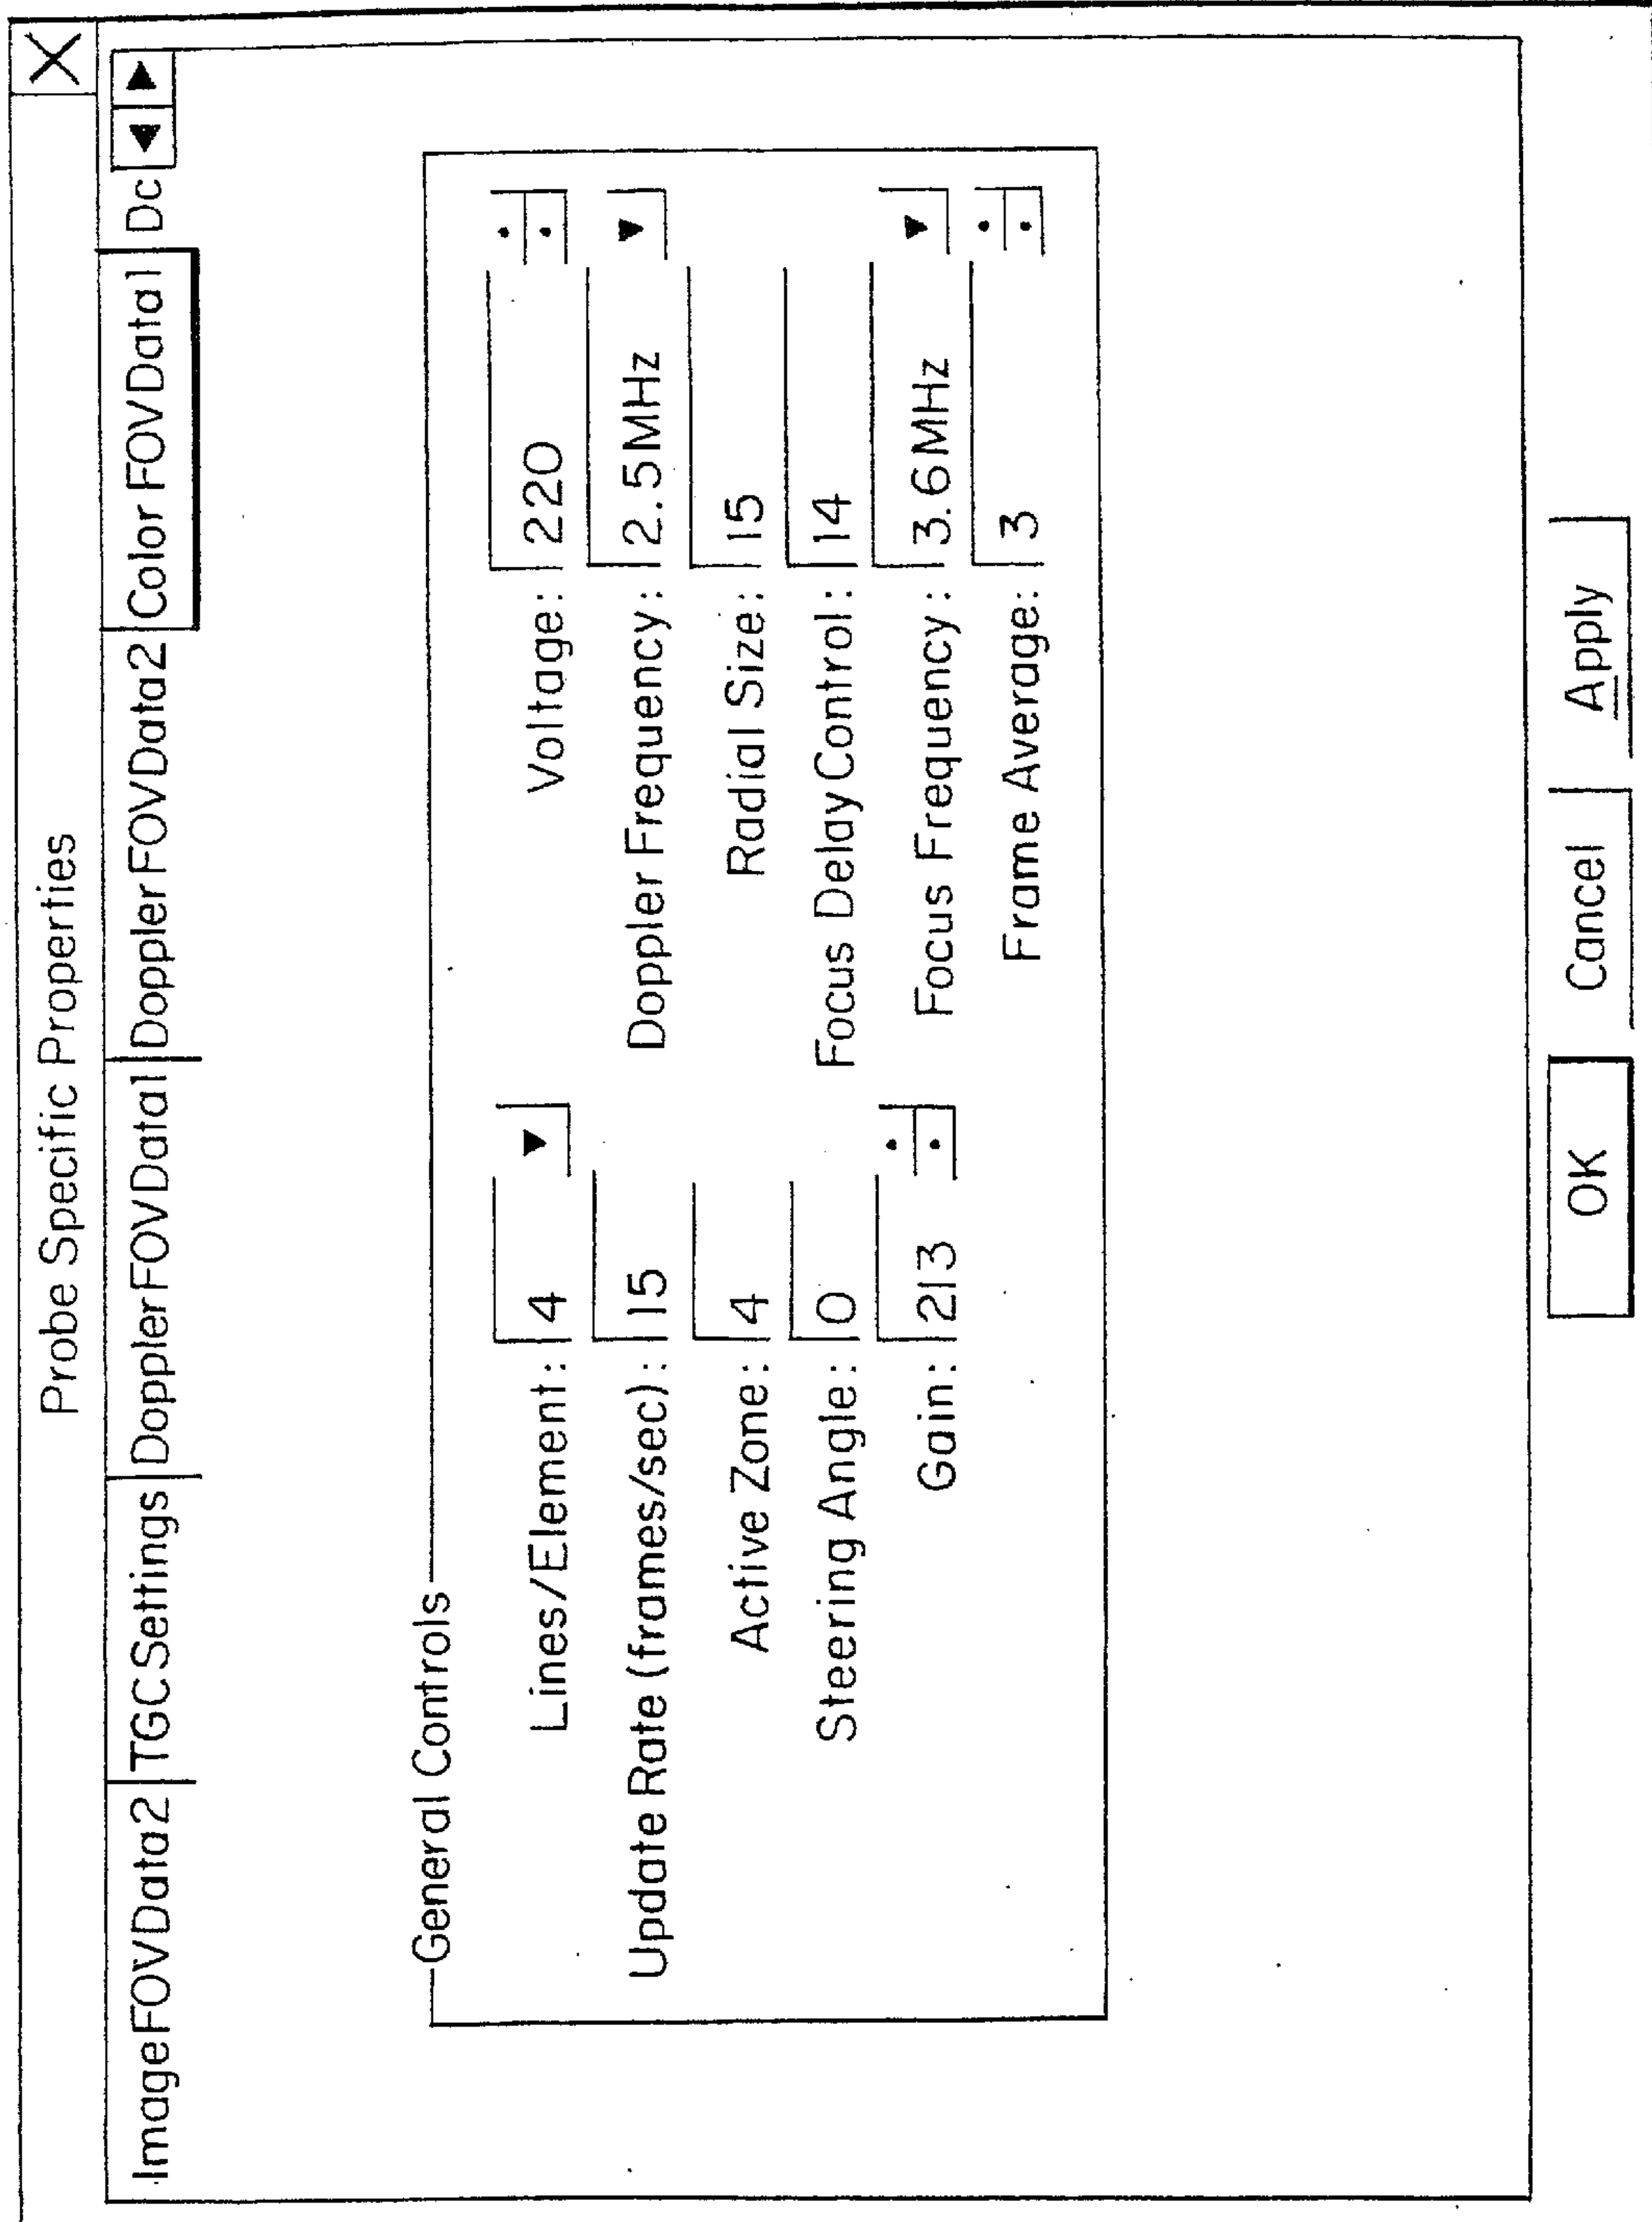 Probe Specific Properties X
ImageFOVData2 TGCSettings DopplerFOVData1 DopplerFOVData2 Color FOVData1 Dc
General Controls
Lines/Element: 4 Voltage: 220
Update Rate (frames/sec): 15 Doppler Frequency: 2.5MHz
Active Zone: 4 Radial Size: 15
Steering Angle: 0 Focus Delay Control: 14
Gain: 213 Focus Frequency: 3.6MHz
Frame Average: 3
OK Cancel Apply